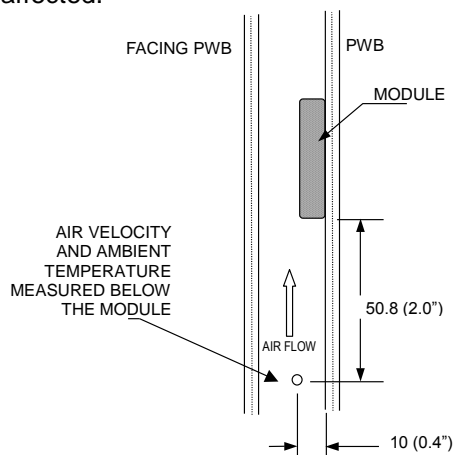 FACING PWB
PWB
MODULE
AIR VELOCITY
AND AMBIENT
TEMPERATURE
MEASURED BELOW
THE MODULE
AIR FLOW
50.8 (2.0”)
10 (0.4”)